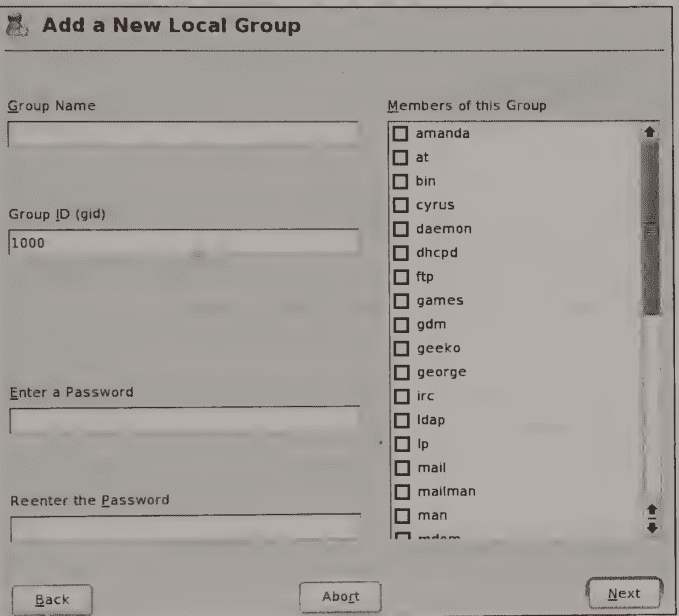 Add a New Local Group
Group Name
Members of this Group
amanda
at
bin
cyrus
daemon
dhcpd
ftp
games
gdm
geeko
george
irc
ldap
lp
mail
mailman
man
Group ID (gid)
1000
Enter a Password
Reenter the Password
Back
Abort
Next